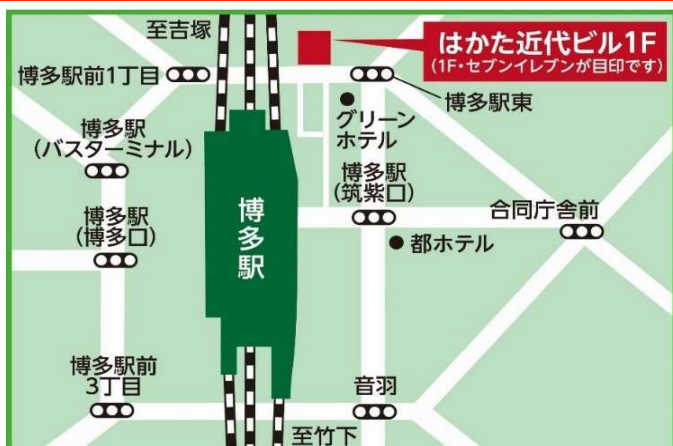 至吉塚
はかた近代ビル1F
(1F・セブンイレブンが目印です)
博多駅前1丁目
博多駅東
グリーン
ホテル
博多駅
(バスターミナル)
博多駅
(筑紫口)
合同庁舎前
博多駅
(博多口)
博多駅
都ホテル
博多駅前
3丁目
音羽
至竹下